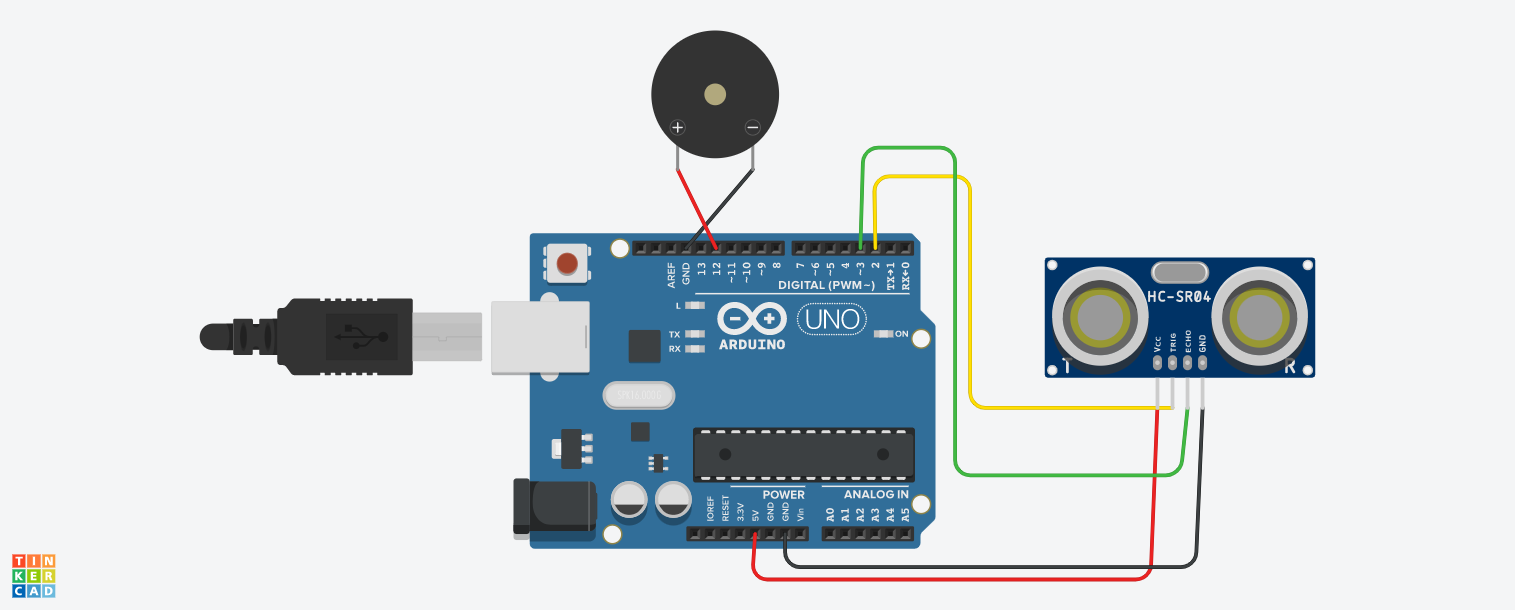 + −
AREF
GND
13
12
~11
~10
~9
8
7
~6
~5
4
~3
2
TX→1
RX←0
DIGITAL (PWM~)
L
TX
RX
ARDUINO
UNO
ON
HC-SR04
VCC
TRIG
ECHO
GND
T
R
POWER
ANALOG IN
IOREF
RESET
3.3V
5V
GND
GND
Vin
A0
A1
A2
A3
A4
A5
TIN
KER
CAD